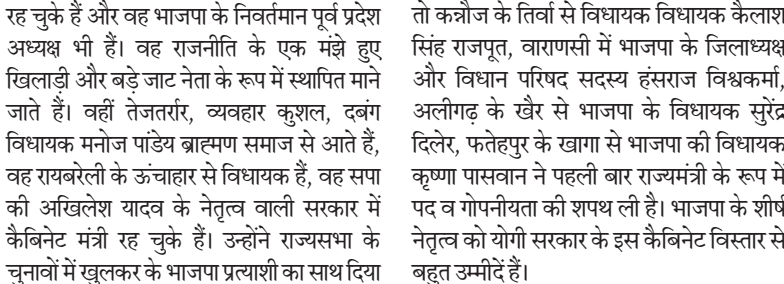 रह चुके हैं और वह भाजपा के निवर्तमान पूर्व प्रदेश
अध्यक्ष भी हैं। वह राजनीति के एक मंझे हुए
खिलाड़ी और बड़े जाट नेता के रूप में स्थापित माने
जाते हैं। वहीं तेजतर्रार, व्यवहार कुशल, दबंग
विधायक मनोज पांडेय ब्राह्मण समाज से आते हैं,
वह रायबरेली के ऊंचाहार से विधायक हैं, वह सपा
की अखिलेश यादव के नेतृत्व वाली सरकार में
कैबिनेट मंत्री रह चुके हैं। उन्होंने राज्यसभा के
चुनावों में खुलकर के भाजपा प्रत्याशी का साथ दिया
तो कन्नौज के तिर्वा से विधायक विधायक कैलाश
सिंह राजपूत, वाराणसी में भाजपा के जिलाध्यक्ष
और विधान परिषद सदस्य हंसराज विश्वकर्मा,
अलीगढ़ के खैर से भाजपा के विधायक सुरेंद्र
दिलेर, फतेहपुर के खागा से भाजपा की विधायक
कृष्णा पासवान ने पहली बार राज्यमंत्री के रूप में
पद व गोपनीयता की शपथ ली है। भाजपा के शीर्ष
नेतृत्व को योगी सरकार के इस कैबिनेट विस्तार से
बहुत उम्मीदें हैं।